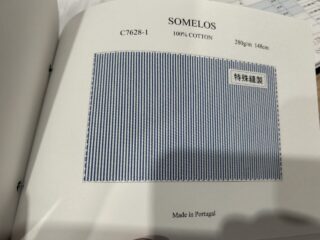 SOMELOS
C7628-1 100% COTTON 280g/m 148cm
特殊縫製
Made in Portugal